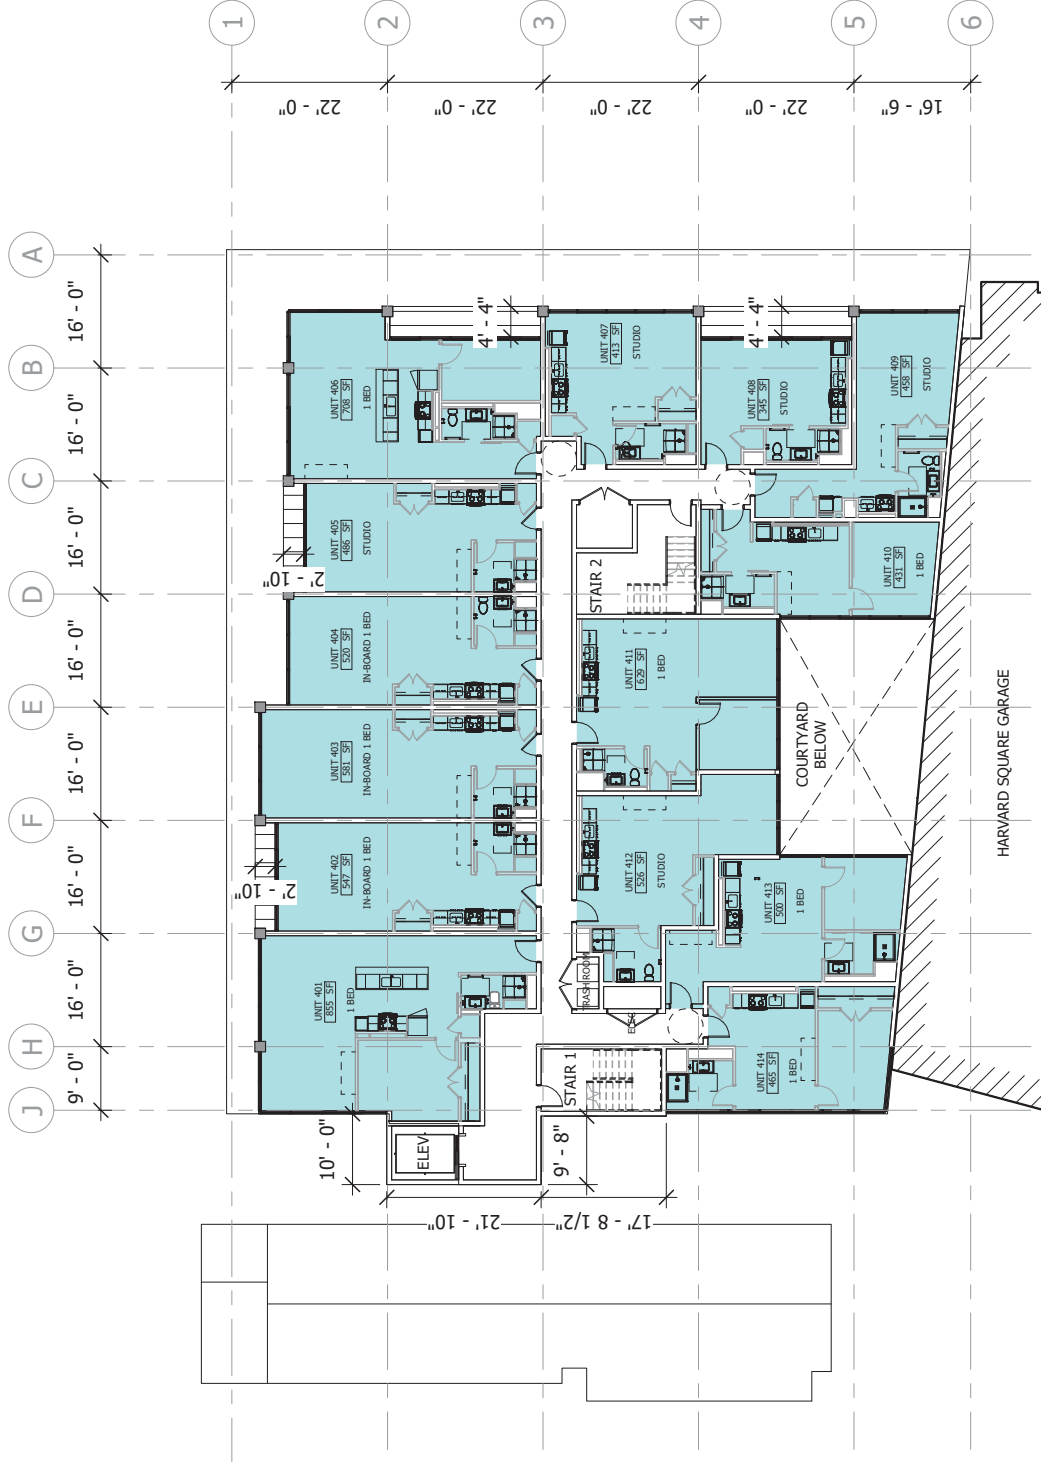 1
2
3
4
5
6
22' - 0"
22' - 0"
22' - 0"
22' - 0"
16' - 6"
A
B
C
D
E
F
G
H
J
16' - 0"
16' - 0"
16' - 0"
16' - 0"
16' - 0"
16' - 0"
16' - 0"
9' - 0"
UNIT 406
708 SF
1 BED
4' - 4"
UNIT 407
413 SF
STUDIO
4' - 4"
UNIT 408
345 SF
STUDIO
UNIT 409
458 SF
STUDIO
UNIT 405
486 SF
STUDIO
2' - 10"
STAIR 2
UNIT 410
431 SF
1 BED
UNIT 404
520 SF
IN-BOARD 1 BED
UNIT 411
629 SF
1 BED
UNIT 403
581 SF
IN-BOARD 1 BED
COURTYARD
BELOW
HARVARD SQUARE GARAGE
UNIT 402
547 SF
IN-BOARD 1 BED
2' - 10"
UNIT 412
526 SF
STUDIO
UNIT 413
500 SF
1 BED
UNIT 401
855 SF
1 BED
TRASH ROOM
ELEC
STAIR 1
UNIT 414
465 SF
1 BED
ELEV.
10' - 0"
9' - 8"
21' - 10"
17' - 8 1/2"